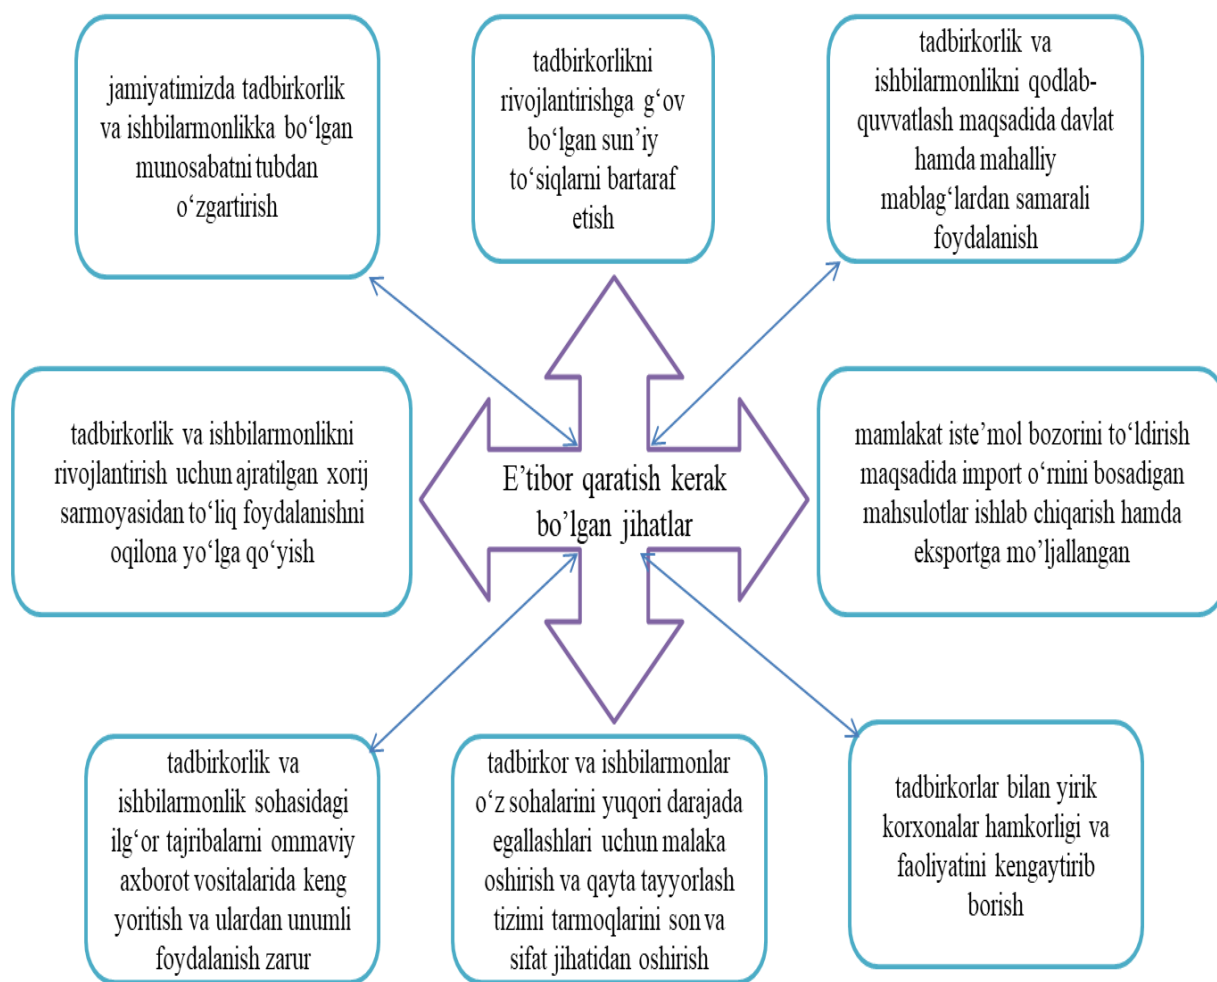 jamiyatimizda tadbirkorlik
va ishbilarmonlikka bo‘lgan
munosabatni tubdan
o‘zgartirish
tadbirkorlikni
rivojlantirishga g‘ov
bo‘lgan sun’iy
to‘siqlarni bartaraf
etish
tadbirkorlik va
ishbilarmonlikni qodlab-
quvvatlash maqsadida davlat
hamda mahalliy
mablag‘lardan samarali
foydalanish
tadbirkorlik va ishbilarmonlikni
rivojlantirish uchun ajratilgan xorij
sarmoyasidan to‘liq foydalanishni
oqilona yo‘lga qo‘yish
E’tibor qaratish kerak
bo’lgan jihatlar
mamlakat iste’mol bozorini to‘ldirish
maqsadida import o‘rnini bosadigan
mahsulotlar ishlab chiqarish hamda
eksportga mo’ljallangan
tadbirkorlik va
ishbilarmonlik sohasidagi
ilg‘or tajribalarni ommaviy
axborot vositalarida keng
yoritish va ulardan unumli
foydalanish zarur
tadbirkor va ishbilarmonlar
o‘z sohalarini yuqori darajada
egallashlari uchun malaka
oshirish va qayta tayyorlash
tizimi tarmoqlarini son va
sifat jihatidan oshirish
tadbirkorlar bilan yirik
korxonalar hamkorligi va
faoliyatini kengaytirib
borish